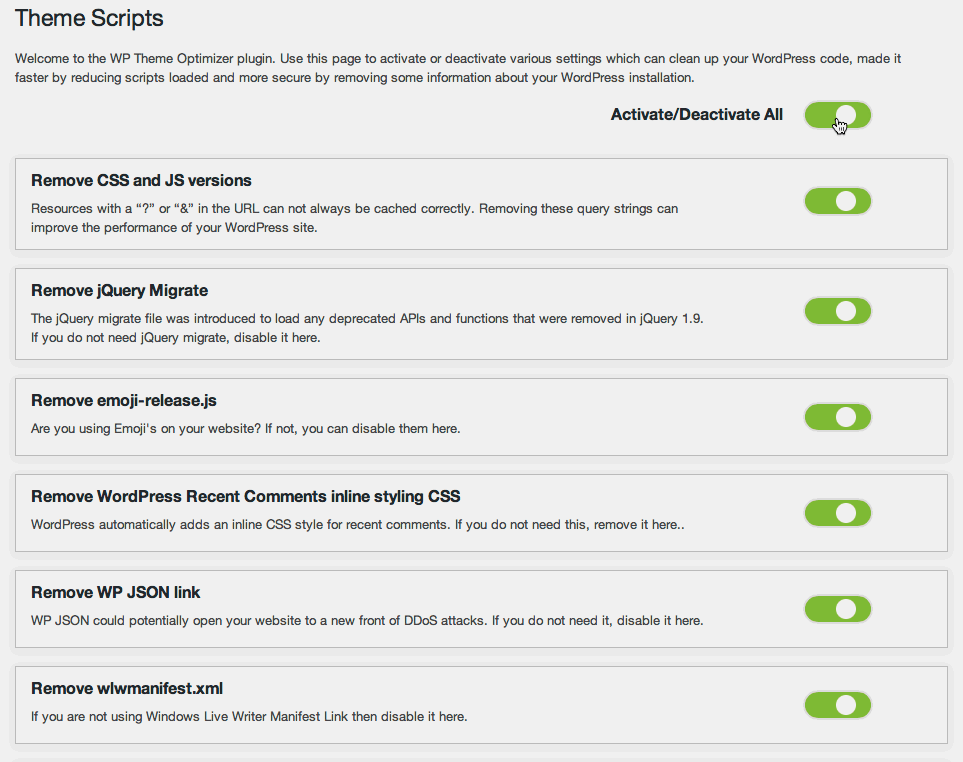 Theme Scripts
Welcome to the WP Theme Optimizer plugin. Use this page to activate or deactivate various settings which can clean up your WordPress code, made it
faster by reducing scripts loaded and more secure by removing some information about your WordPress installation.
Activate/Deactivate All
Remove CSS and JS versions
Resources with a “?” or “&” in the URL can not always be cached correctly. Removing these query strings can
improve the performance of your WordPress site.
Remove jQuery Migrate
The jQuery migrate file was introduced to load any deprecated APIs and functions that were removed in jQuery 1.9.
If you do not need jQuery migrate, disable it here.
Remove emoji-release.js
Are you using Emoji's on your website? If not, you can disable them here.
Remove WordPress Recent Comments inline styling CSS
WordPress automatically adds an inline CSS style for recent comments. If you do not need this, remove it here..
Remove WP JSON link
WP JSON could potentially open your website to a new front of DDoS attacks. If you do not need it, disable it here.
Remove wlwmanifest.xml
If you are not using Windows Live Writer Manifest Link then disable it here.